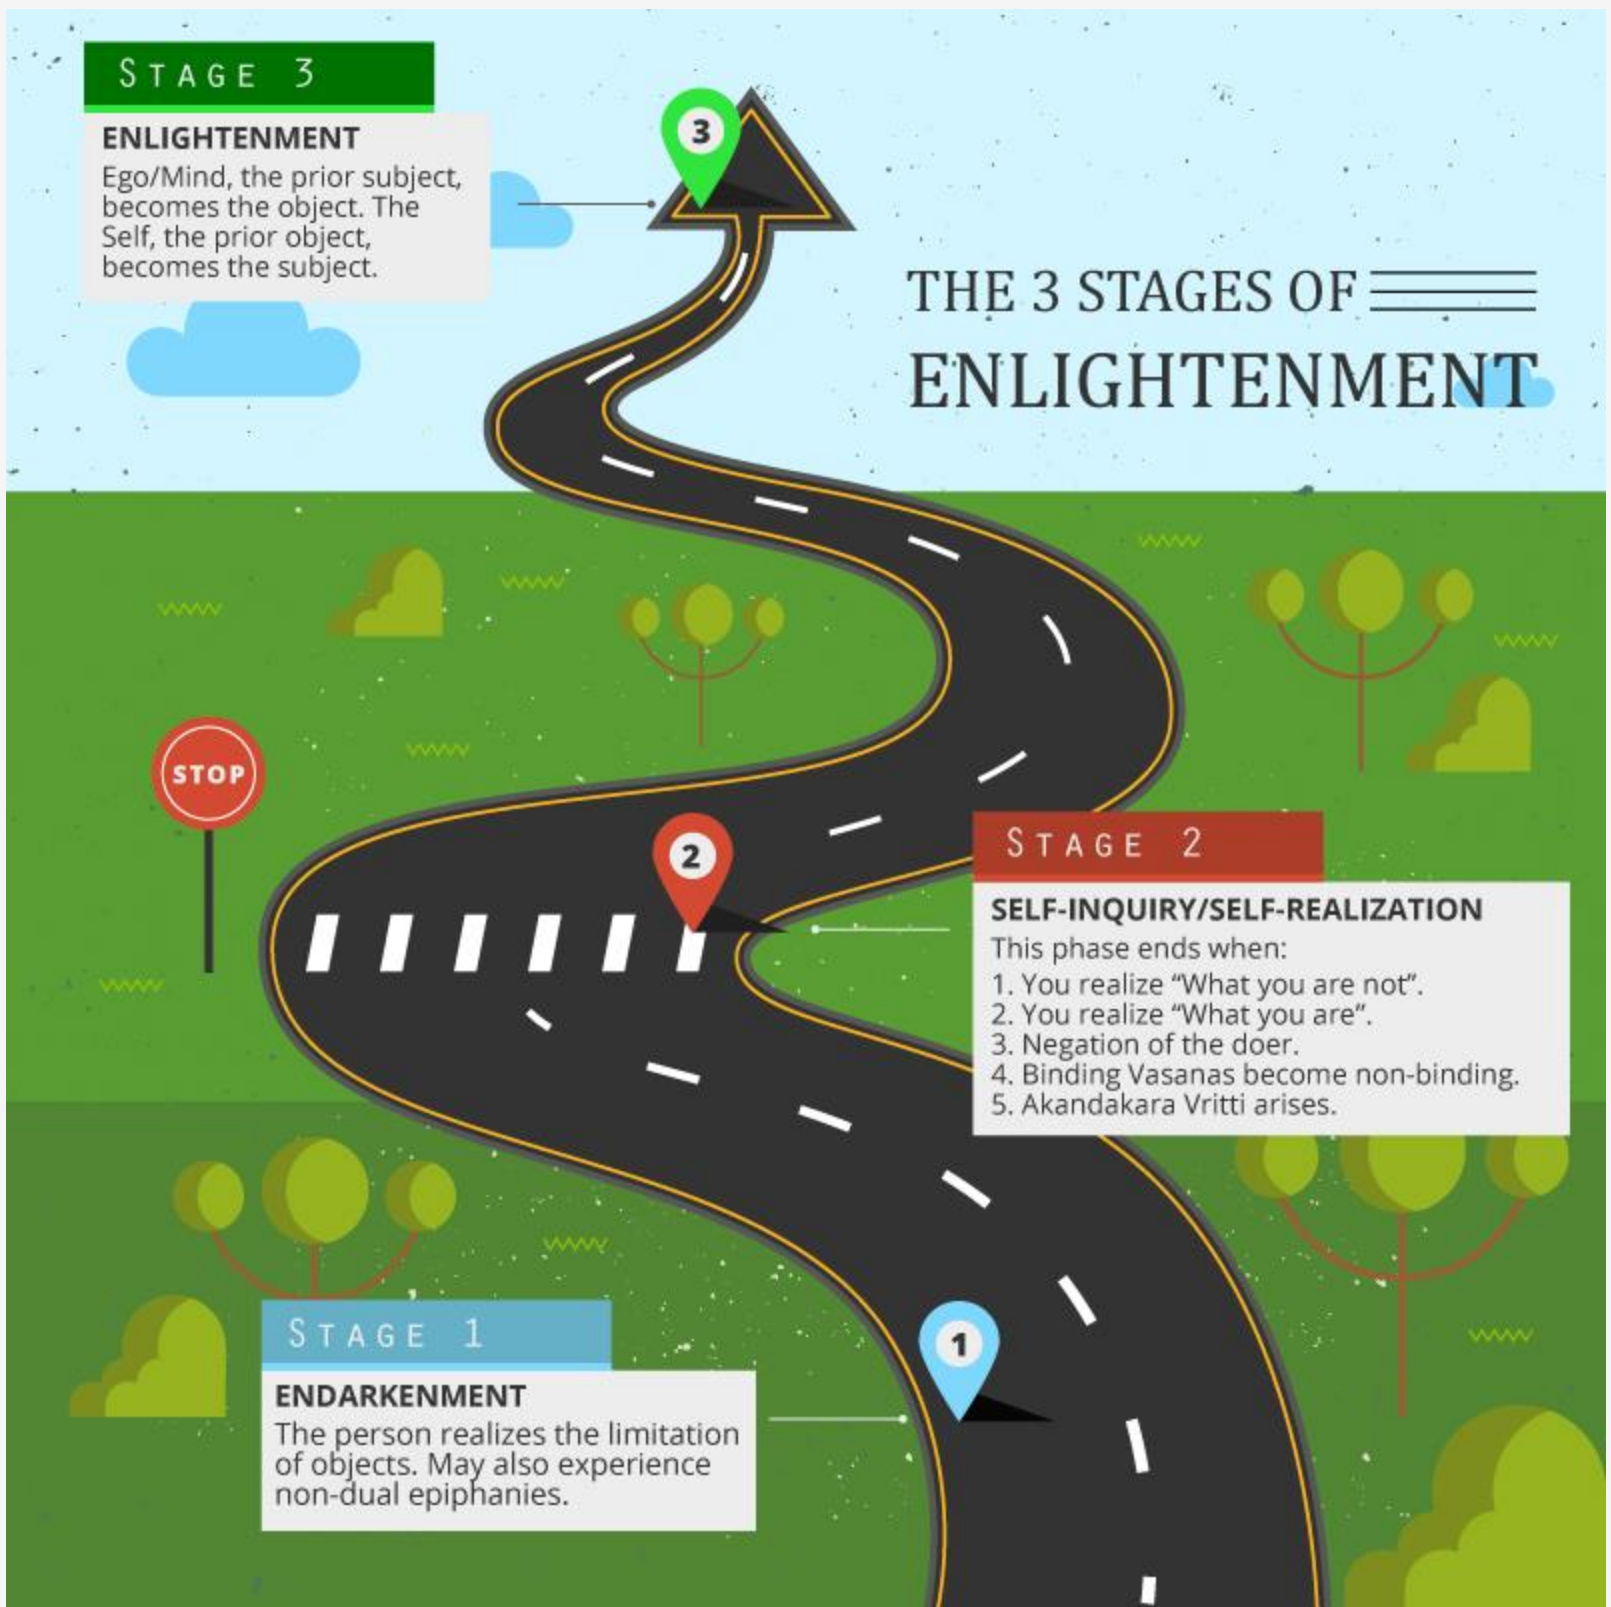 STAGE 3
ENLIGHTENMENT
Ego/Mind, the prior subject,
becomes the object. The
Self, the prior object,
becomes the subject.
3
THE 3 STAGES OF
ENLIGHTENMENT
STOP
2
STAGE 2
SELF-INQUIRY/SELF-REALIZATION
This phase ends when:
1. You realize “What you are not”.
2. You realize “What you are”.
3. Negation of the doer.
4. Binding Vasanas become non-binding.
5. Akandakara Vritti arises.
STAGE 1
ENDARKENMENT
The person realizes the limitation
of objects. May also experience
non-dual epiphanies.
1